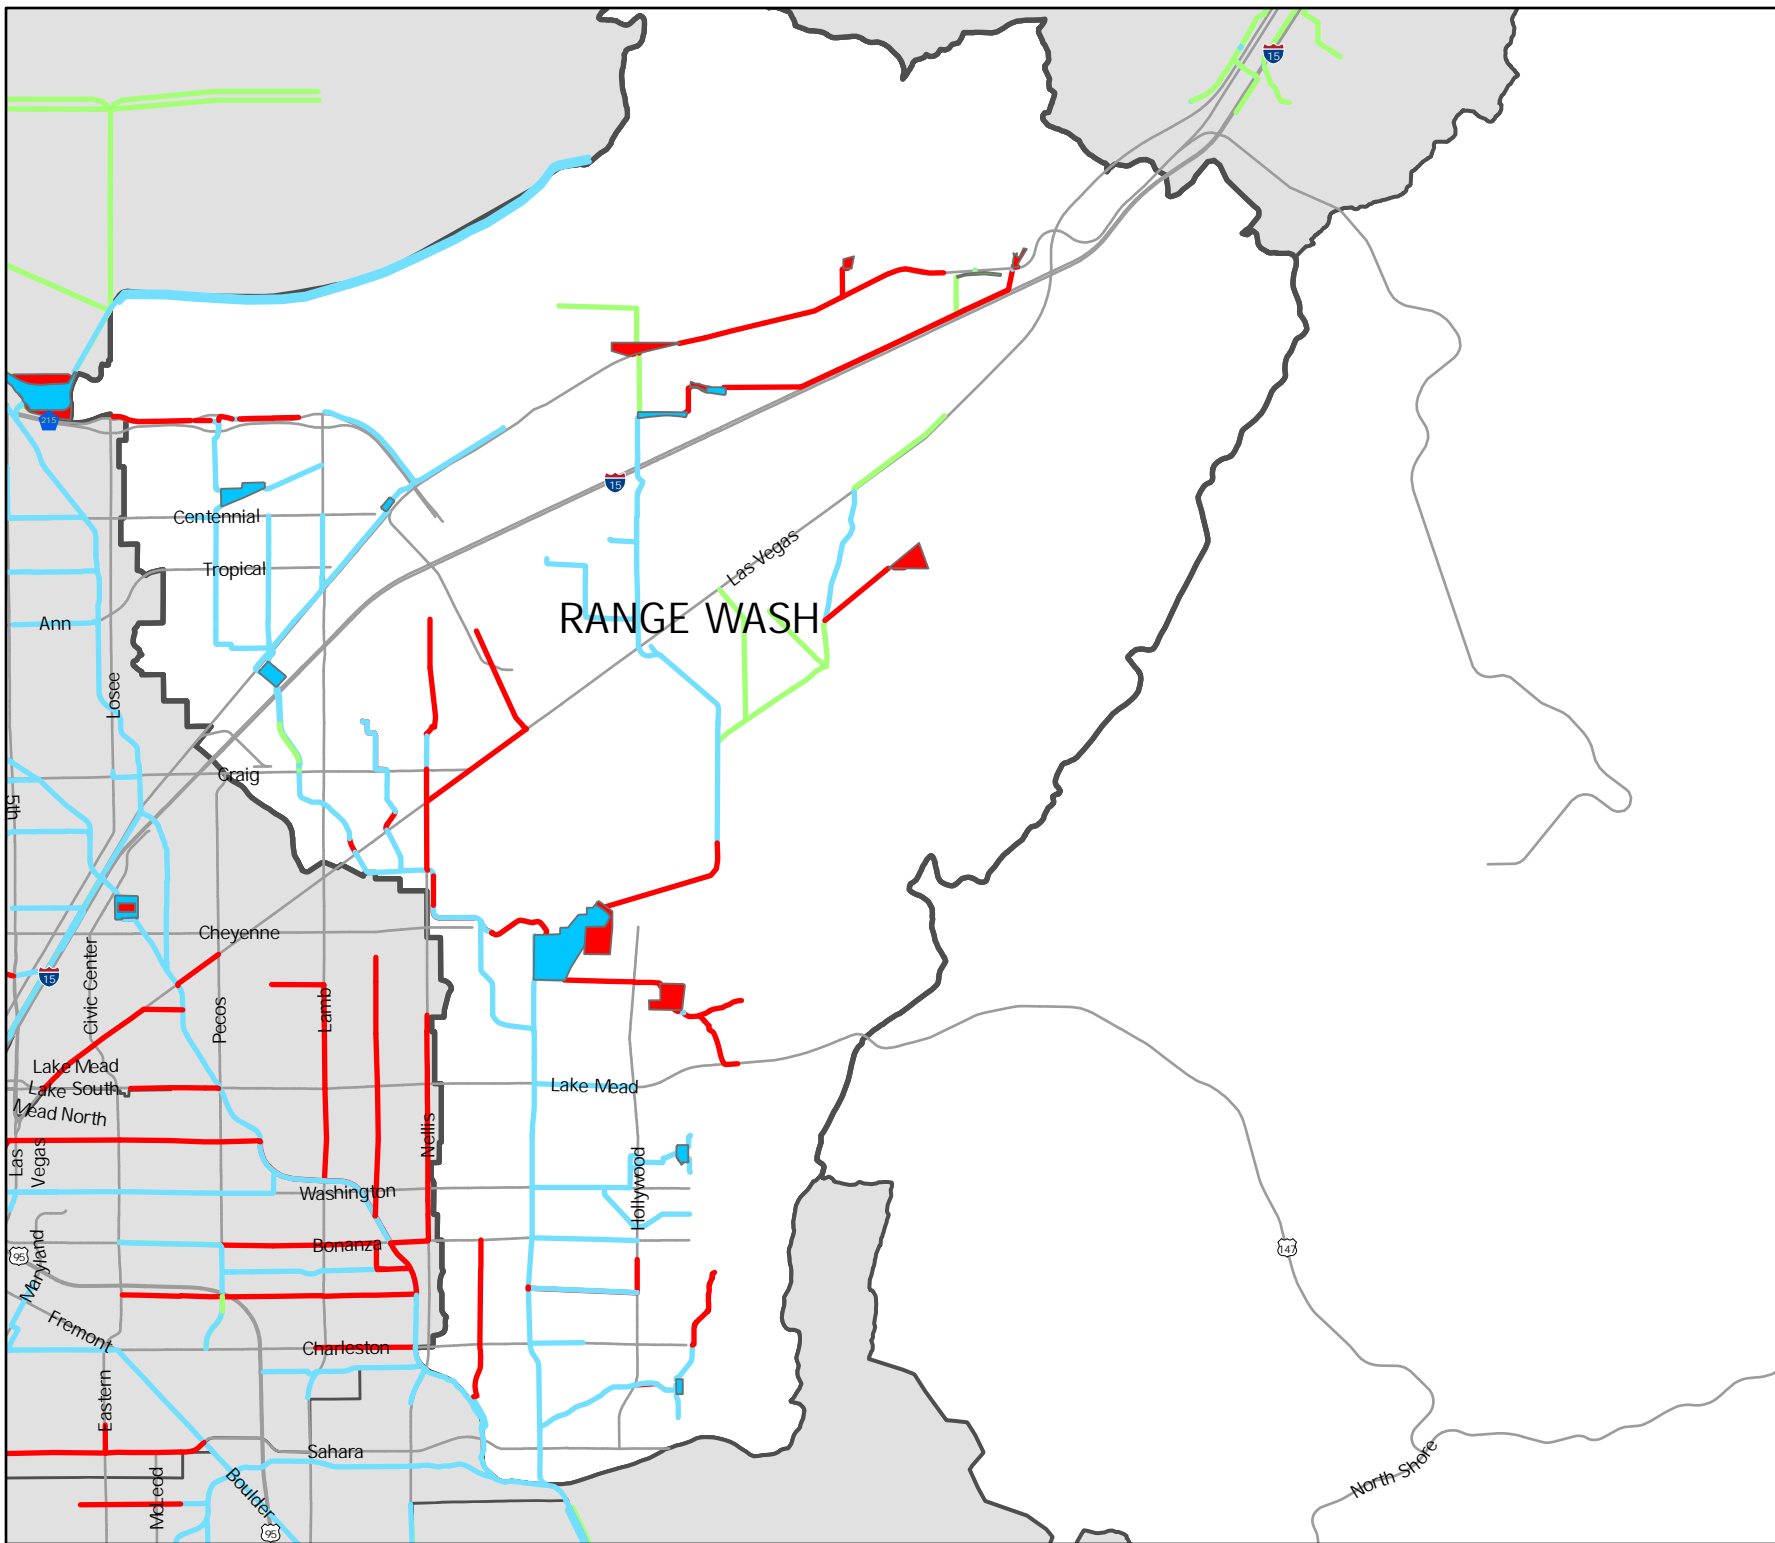 15
215
15
Centennial
Las Vegas
Tropical
RANGE WASH
Ann
Losee
Craig
5th
Cheyenne
Civic Center
15
Pecos
Lamb
Lake Mead
Lake South
Mead North
Lake Mead
Nellis
Las
Vegas
Hollywood
Washington
Bonanza
95
147
Maryland
Fremont
Charleston
Eastern
Sahara
North Shore
McLeod
Boulder
95